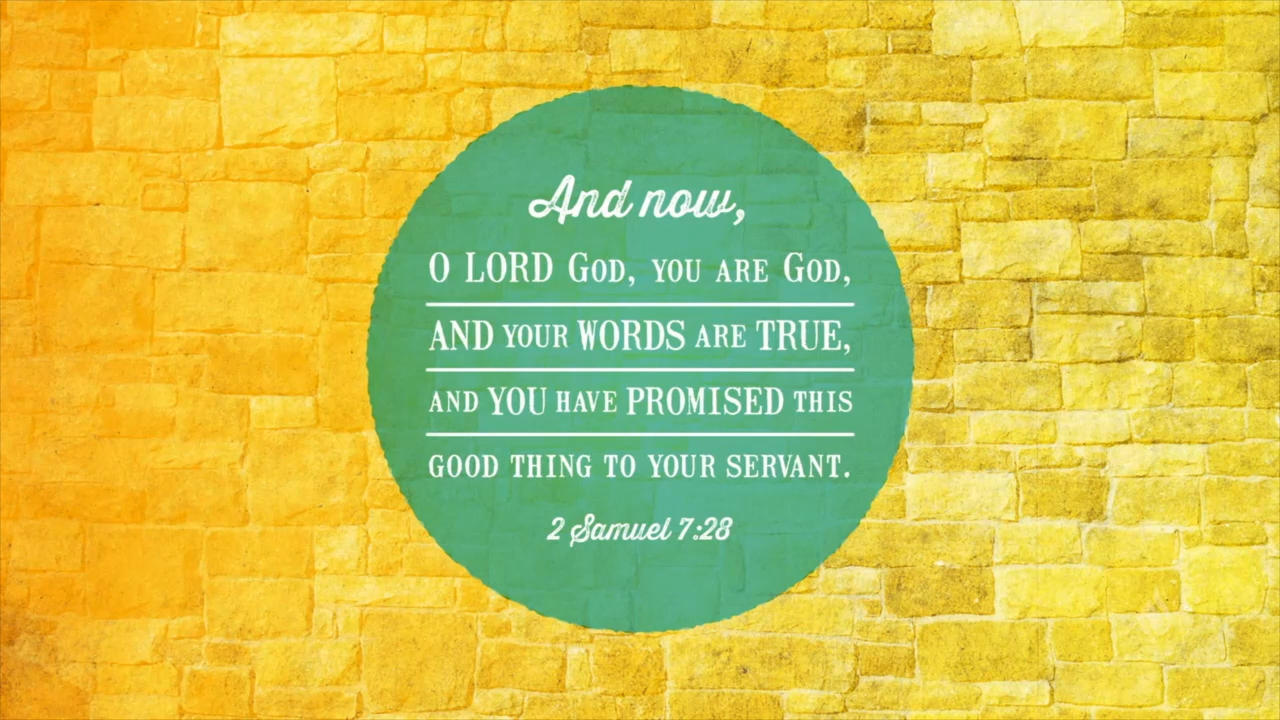 And now,
O LORD GOD, YOU ARE GOD,
AND YOUR WORDS ARE TRUE,
AND YOU HAVE PROMISED THIS
GOOD THING TO YOUR SERVANT.
2 Samuel 7:28